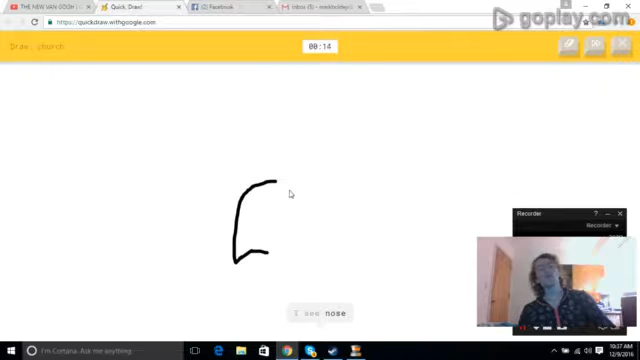 THE NEW VAN GOGH
Quick, Draw!
Facebook
Inbox (5)
https://quickdraw.withgoogle.com
goplay.com
Draw: church
00:14
I see nose
Recorder
Recorder
I'm Cortana. Ask me anything
10:37 AM
12/9/2016